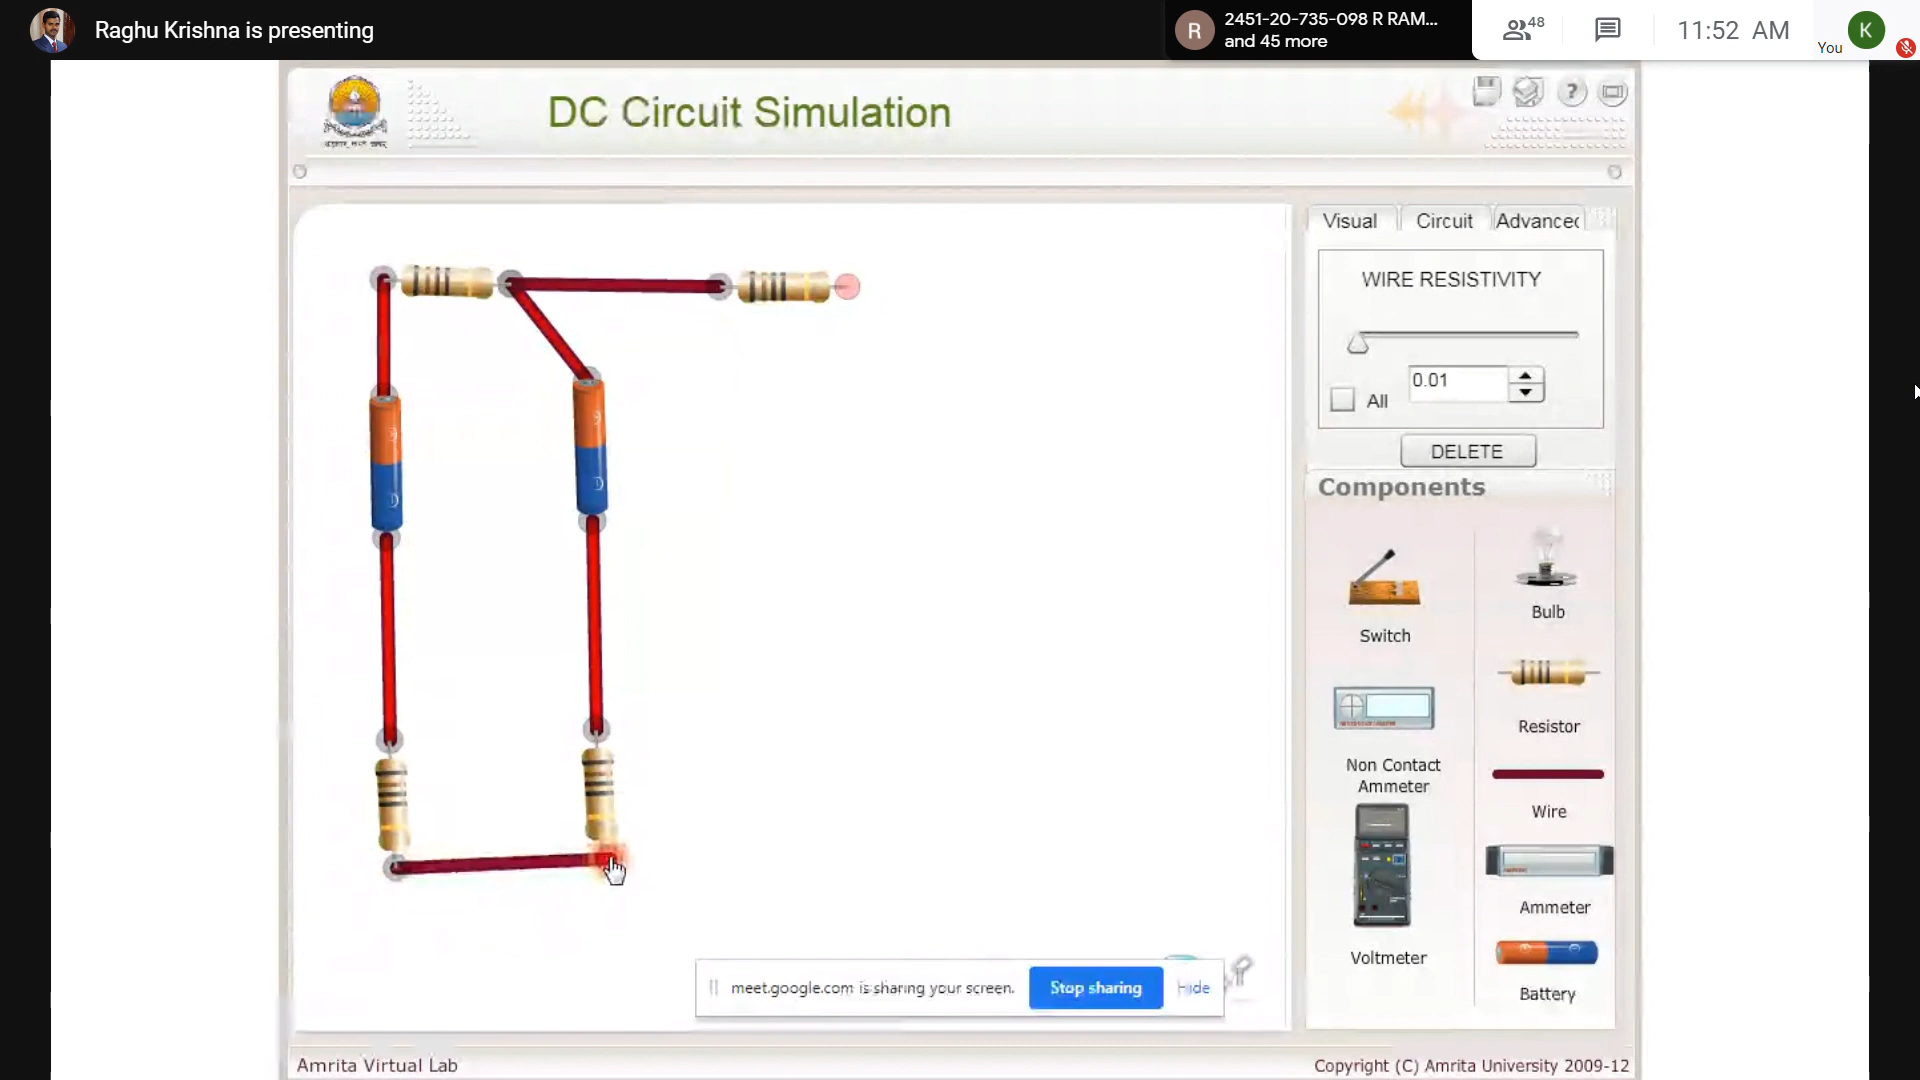 Raghu Krishna is presenting
2451-20-735-098 R RAM...
and 45 more
R
48
11:52 AM
You
K
DC Circuit Simulation
?
Visual
Circuit
Advanced
WIRE RESISTIVITY
0.01
All
DELETE
Components
Switch
Bulb
Resistor
Non Contact
Ammeter
Wire
Ammeter
Voltmeter
Battery
meet.google.com is sharing your screen.
Stop sharing
Hide
Amrita Virtual Lab
Copyright (C) Amrita University 2009-12